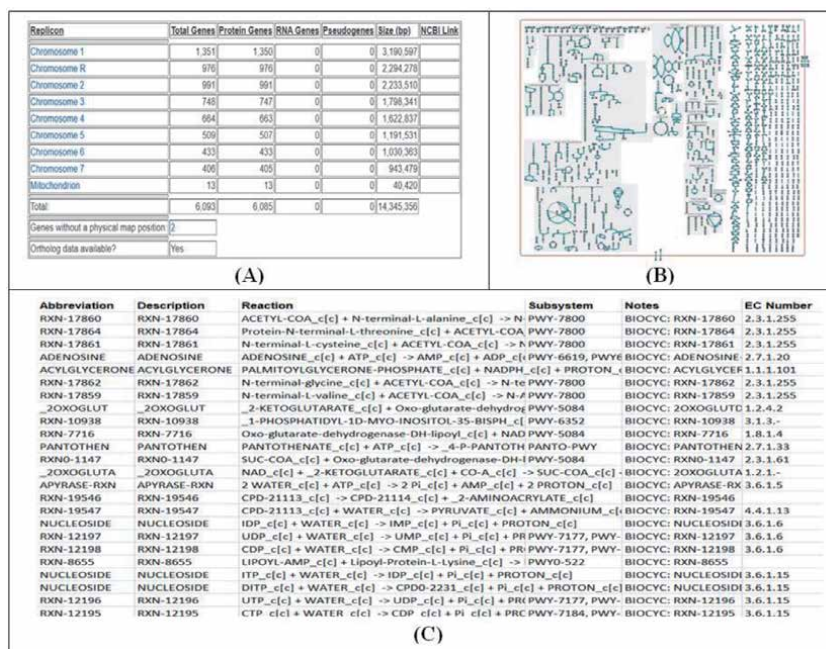 Replicon Total Genes Protein Genes RNA Genes Pseudogenes Size (bp) NCBI Link
Chromosome 1 1,351 1,350 0 0 3,190,597
Chromosome R 976 976 0 0 2,294,278
Chromosome 2 991 991 0 0 2,233,510
Chromosome 3 748 747 0 0 1,798,341
Chromosome 4 664 663 0 0 1,622,837
Chromosome 5 509 507 0 0 1,191,531
Chromosome 6 433 433 0 0 1,030,363
Chromosome 7 406 405 0 0 943,479
Mitochondrion 13 13 0 0 40,420
Total: 6,093 6,085 0 0 14,345,356
Genes without a physical map position 2
Ortholog data available? Yes
(A)
(B)
Abbreviation Description Reaction Subsystem Notes EC Number
RXN-17860 RXN-17860 ACETYL-COA_c[c] + N-terminal-L-alanine_c[c] -> N- PWY-7800 BIOCYC: RXN-17860 2.3.1.255
RXN-17864 RXN-17864 Protein-N-terminal-L-threonine_c[c] + ACETYL-COA PWY-7800 BIOCYC: RXN-17864 2.3.1.255
RXN-17861 RXN-17861 N-terminal-L-cysteine_c[c] + ACETYL-COA_c[c] -> N PWY-7800 BIOCYC: RXN-17861 2.3.1.255
ADENOSINE ADENOSINE ADENOSINE_c[c] + ATP_c[c] -> AMP_c[c] + ADP_c[ PWY-6619, PWY6 BIOCYC: ADENOSINE- 2.7.1.20
ACYLGLYCERONE ACYLGLYCERONE PALMITOYLGLYCERONE-PHOSPHATE_c[c] + NADPH_c[c] + PROTON_c BIOCYC: ACYLGLYCER 1.1.1.101
RXN-17862 RXN-17862 N-terminal-glycine_c[c] + ACETYL-COA_c[c] -> N-te PWY-7800 BIOCYC: RXN-17862 2.3.1.255
RXN-17859 RXN-17859 N-terminal-L-valine_c[c] + ACETYL-COA_c[c] -> N-A PWY-7800 BIOCYC: RXN-17859 2.3.1.255
_2OXOGLUT _2OXOGLUT _2-KETOGLUTARATE_c[c] + Oxo-glutarate-dehydrog PWY-5084 BIOCYC: 2OXOGLUTD 1.2.4.2
RXN-10938 RXN-10938 _1-PHOSPHATIDYL-1D-MYO-INOSITOL-35-BISPH_c[ PWY-6352 BIOCYC: RXN-10938 3.1.3.-
RXN-7716 RXN-7716 Oxo-glutarate-dehydrogenase-DH-lipoyl_c[c] + NAD PWY-5084 BIOCYC: RXN-7716 1.8.1.4
PANTOTHEN PANTOTHEN PANTOTHENATE_c[c] + ATP_c[c] -> _4-P-PANTOTH PANTO-PWY BIOCYC: PANTOTHEN 2.7.1.33
RXN0-1147 RXN0-1147 SUC-COA_c[c] + Oxo-glutarate-dehydrogenase-DH-l PWY-5084 BIOCYC: RXN0-1147 2.3.1.61
_2OXOGLUTA _2OXOGLUTA NAD_c[c] + _2-KETOGLUTARATE_c[c] + CO-A_c[c] -> SUC-COA_c[c] BIOCYC: 2OXOGLUTA 1.2.1.-
APYRASE-RXN APYRASE-RXN 2 WATER_c[c] + ATP_c[c] -> 2 Pi_c[c] + AMP_c[c] + 2 PROTON_c[c] BIOCYC: APYRASE-RX 3.6.1.5
RXN-19546 RXN-19546 CPD-21113_c[c] -> CPD-21114_c[c] + _2-AMINOACRYLATE_c[c] BIOCYC: RXN-19546
RXN-19547 RXN-19547 CPD-21113_c[c] + WATER_c[c] -> PYRUVATE_c[c] + AMMONIUM_c[ BIOCYC: RXN-19547 4.4.1.13
NUCLEOSIDE NUCLEOSIDE IDP_c[c] + WATER_c[c] -> IMP_c[c] + Pi_c[c] + PROTON_c[c] BIOCYC: NUCLEOSIDI 3.6.1.6
RXN-12197 RXN-12197 UDP_c[c] + WATER_c[c] -> UMP_c[c] + Pi_c[c] + PR PWY-7177, PWY- BIOCYC: RXN-12197 3.6.1.6
RXN-12198 RXN-12198 CDP_c[c] + WATER_c[c] -> CMP_c[c] + Pi_c[c] + PR PWY-7177, PWY- BIOCYC: RXN-12198 3.6.1.6
RXN-8655 RXN-8655 LIPOYL-AMP_c[c] + Lipoyl-Protein-L-Lysine_c[c] -> PWY0-522 BIOCYC: RXN-8655
NUCLEOSIDE NUCLEOSIDE ITP_c[c] + WATER_c[c] -> IDP_c[c] + Pi_c[c] + PROTON_c[c] BIOCYC: NUCLEOSIDI 3.6.1.15
NUCLEOSIDE NUCLEOSIDE DITP_c[c] + WATER_c[c] -> CPD0-2231_c[c] + Pi_c[c] + PROTON_c[c] BIOCYC: NUCLEOSIDI 3.6.1.15
RXN-12196 RXN-12196 UTP_c[c] + WATER_c[c] -> UDP_c[c] + Pi_c[c] + PR PWY-7177, PWY- BIOCYC: RXN-12196 3.6.1.15
RXN-12195 RXN-12195 CTP_c[c] + WATER_c[c] -> CDP_c[c] + Pi_c[c] + PRC PWY-7184, PWY- BIOCYC: RXN-12195 3.6.1.15
(C)